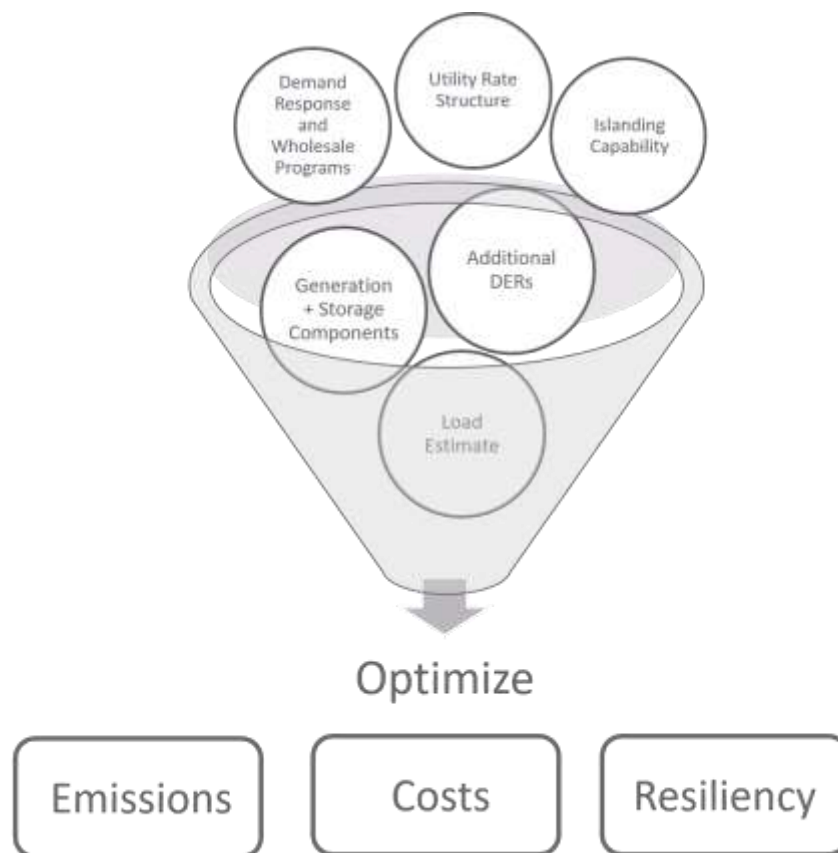 Demand
Response
and
Wholesale
Programs
Utility Rate
Structure
Islanding
Capability
Generation
+ Storage
Components
Additional
DERs
Load
Estimate
Optimize
Emissions
Costs
Resiliency